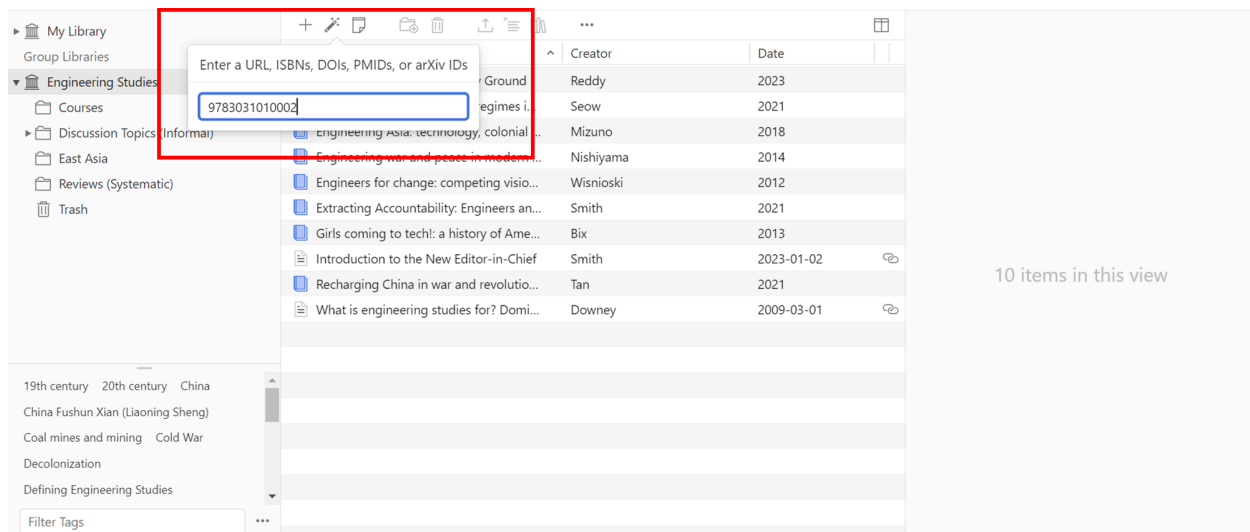 My Library
Group Libraries
Engineering Studies
Courses
Discussion Topics (Informal)
East Asia
Reviews (Systematic)
Trash
19th century 20th century China
China Fushun Xian (Liaoning Sheng)
Coal mines and mining Cold War
Decolonization
Defining Engineering Studies
Filter Tags
Enter a URL, ISBNs, DOIs, PMIDs, or arXiv IDs
9783031010002
Creator Date
Ground Reddy 2023
regimes i... Seow 2021
Engineering Asia: technology, colonial ... Mizuno 2018
Engineering war and peace in modern ... Nishiyama 2014
Engineers for change: competing visio... Wisnioski 2012
Extracting Accountability: Engineers an... Smith 2021
Girls coming to tech!: a history of Ame... Bix 2013
Introduction to the New Editor-in-Chief Smith 2023-01-02
Recharging China in war and revolutio... Tan 2021
What is engineering studies for? Domi... Downey 2009-03-01
10 items in this view